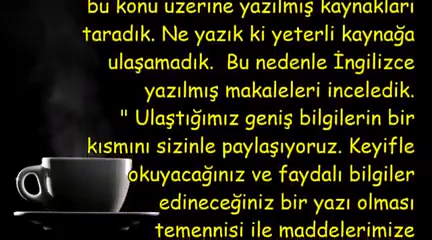 bu konu üzerine yazılmış kaynakları
taradık. Ne yazık ki yeterli kaynağa
ulaşamadık. Bu nedenle İngilizce
yazılmış makaleleri inceledik.
" Ulaştığımız geniş bilgilerin bir
kısmını sizinle paylaşıyoruz. Keyifle
okuyacağınız ve faydalı bilgiler
edineceğiniz bir yazı olması
temennisi ile maddelerimize